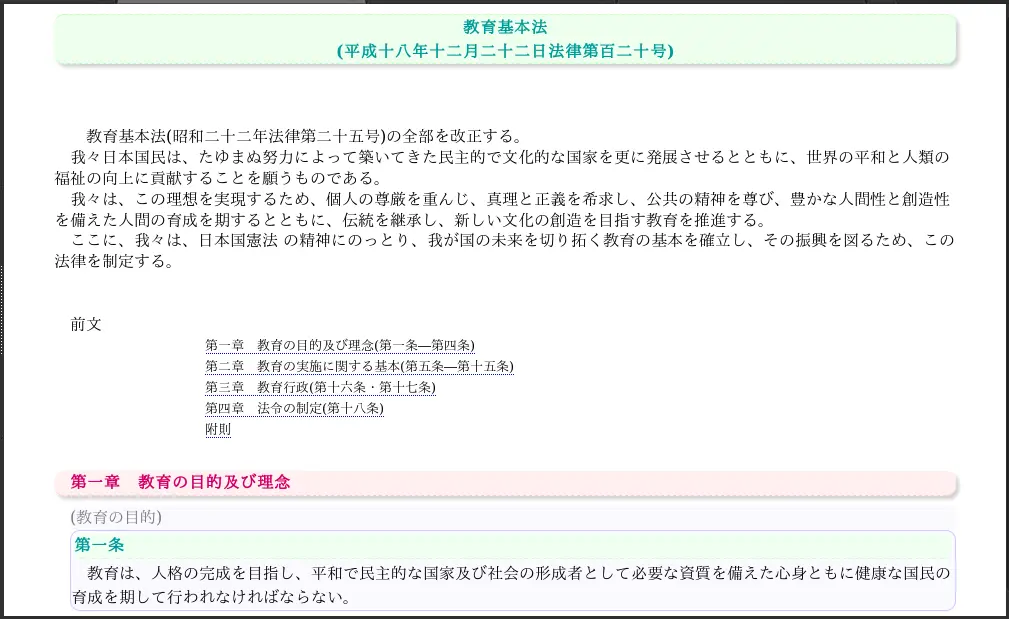 教育基本法
(平成十八年十二月二十二日法律第百二十号)
教育基本法(昭和二十二年法律第二十五号)の全部を改正する。
我々日本国民は、たゆまぬ努力によって築いてきた民主的で文化的な国家を更に発展させるとともに、世界の平和と人類の
福祉の向上に貢献することを願うものである。
我々は、この理想を実現するため、個人の尊厳を重んじ、真理と正義を希求し、公共の精神を尊び、豊かな人間性と創造性
を備えた人間の育成を期するとともに、伝統を継承し、新しい文化の創造を目指す教育を推進する。
ここに、我々は、日本国憲法 の精神にのっとり、我が国の未来を切り拓く教育の基本を確立し、その振興を図るため、この
法律を制定する。
前文
第一章　教育の目的及び理念(第一条―第四条)
第二章　教育の実施に関する基本(第五条―第十五条)
第三章　教育行政(第十六条・第十七条)
第四章　法令の制定(第十八条)
附則
第一章　教育の目的及び理念
(教育の目的)
第一条
教育は、人格の完成を目指し、平和で民主的な国家及び社会の形成者として必要な資質を備えた心身ともに健康な国民の
育成を期して行われなければならない。